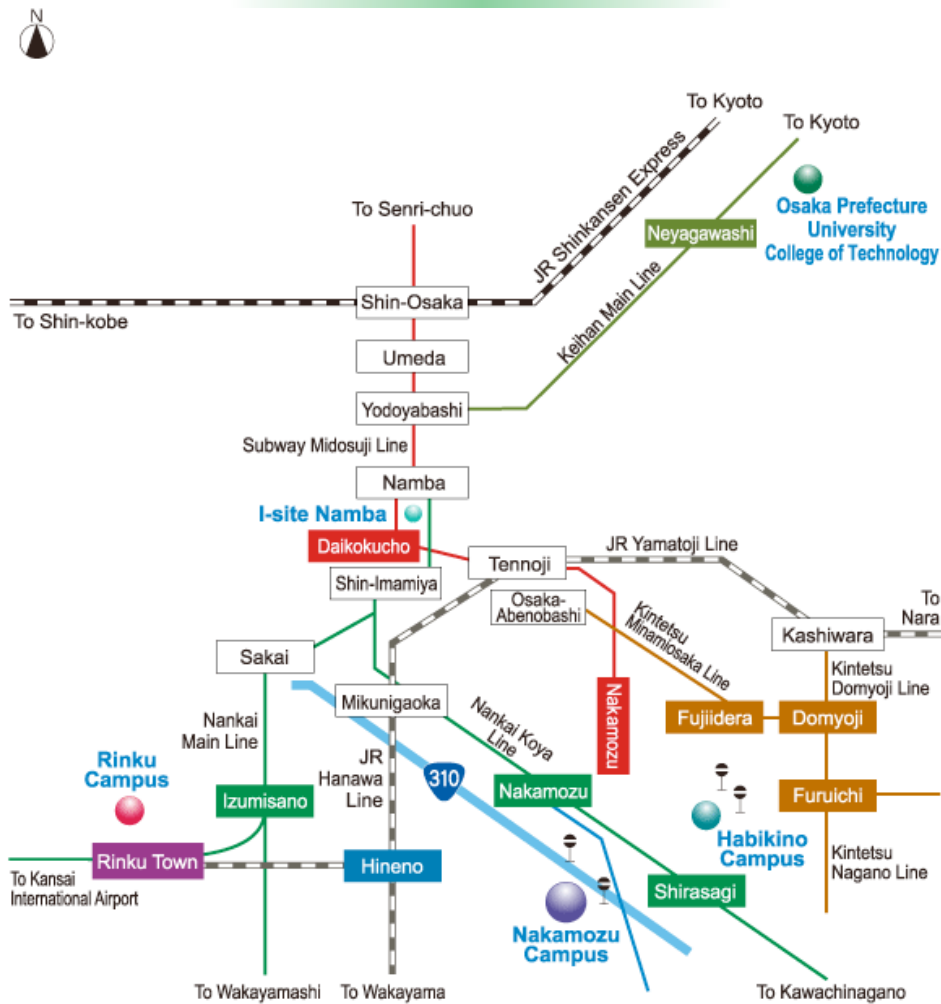 N
To Kyoto
To Kyoto
Osaka Prefecture
University
College of Technology
To Senri-chuo
JR Shinkansen Express
Neyagawashi
Shin-Osaka
To Shin-kobe
Keihan Main Line
Umeda
Yodoyabashi
Subway Midosuji Line
Namba
I-site Namba
Daikokucho
JR Yamatoji Line
Tennoji
Shin-Imamiya
Osaka-
Abenobashi
To
Nara
Kashiwara
Kintetsu
Minamiosaka Line
Sakai
Kintetsu
Domyoji Line
Mikunigaoka
Nakamozu
Fujiidera
Domyoji
Nankai
Main Line
Nankai Koya
Line
JR
Hanawa
Line
310
Rinku
Campus
Izumisano
Nakamozu
Furuichi
Habikino
Campus
Rinku Town
Hineno
Kintetsu
Nagano Line
To Kansai
International Airport
Shirasagi
Nakamozu
Campus
To Wakayamashi
To Wakayama
To Kawachinagano